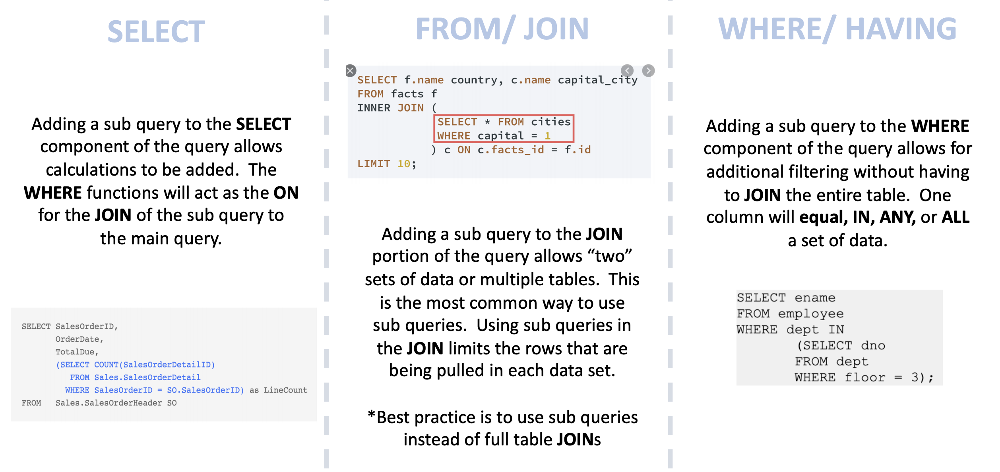 SELECT
Adding a sub query to the SELECT
component of the query allows
calculations to be added.  The
WHERE functions will act as the ON
for the JOIN of the sub query to
the main query.
SELECT SalesOrderID,
       OrderDate,
       TotalDue,
       (SELECT COUNT(SalesOrderDetailID)
          FROM Sales.SalesOrderDetail
         WHERE SalesOrderID = SO.SalesOrderID) as LineCount
FROM   Sales.SalesOrderHeader SO
FROM/ JOIN
SELECT f.name country, c.name capital_city
FROM facts f
INNER JOIN (
            SELECT * FROM cities
            WHERE capital = 1
           ) c ON c.facts_id = f.id
LIMIT 10;
Adding a sub query to the JOIN
portion of the query allows “two”
sets of data or multiple tables.  This
is the most common way to use
sub queries.  Using sub queries in
the JOIN limits the rows that are
being pulled in each data set.
*Best practice is to use sub queries
instead of full table JOINs
WHERE/ HAVING
Adding a sub query to the WHERE
component of the query allows for
additional filtering without having
to JOIN the entire table.  One
column will equal, IN, ANY, or ALL
a set of data.
SELECT ename
FROM employee
WHERE dept IN
       (SELECT dno
       FROM dept
       WHERE floor = 3);